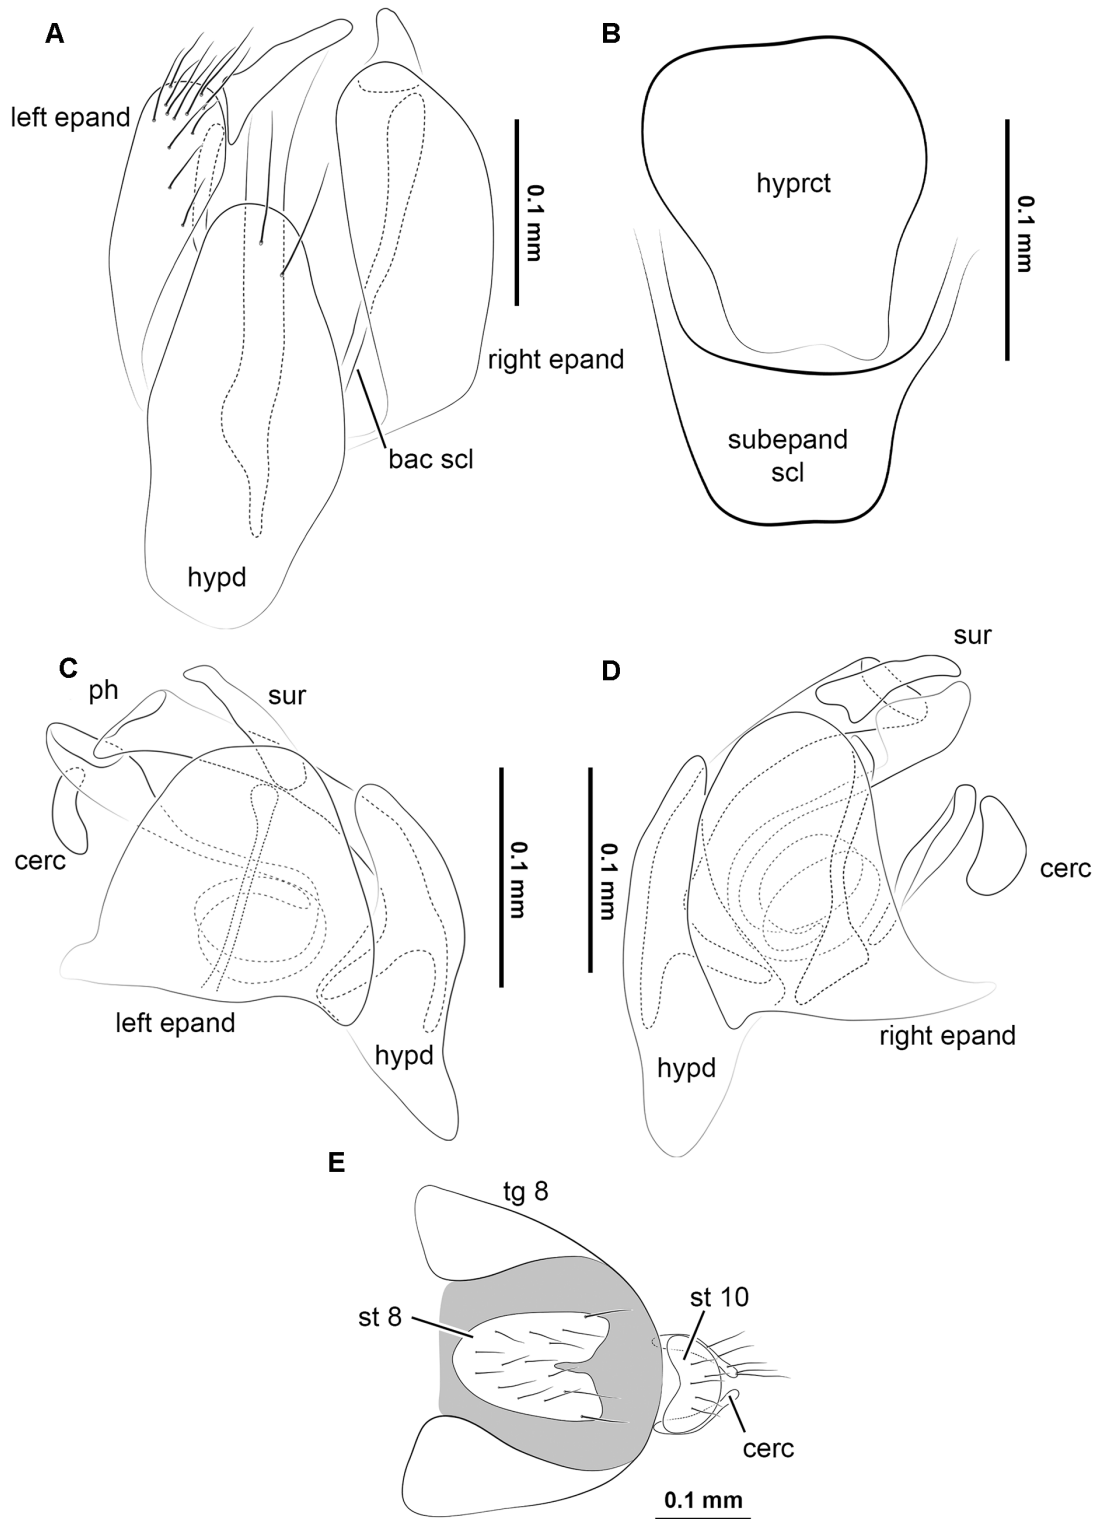 A
left epand
0.1 mm
right epand
bac scl
hypd
B
hyprct
0.1 mm
subepand
scl
C
ph
sur
cerc
0.1 mm
left epand
hypd
D
sur
0.1 mm
cerc
right epand
hypd
E
tg 8
st 8
st 10
cerc
0.1 mm